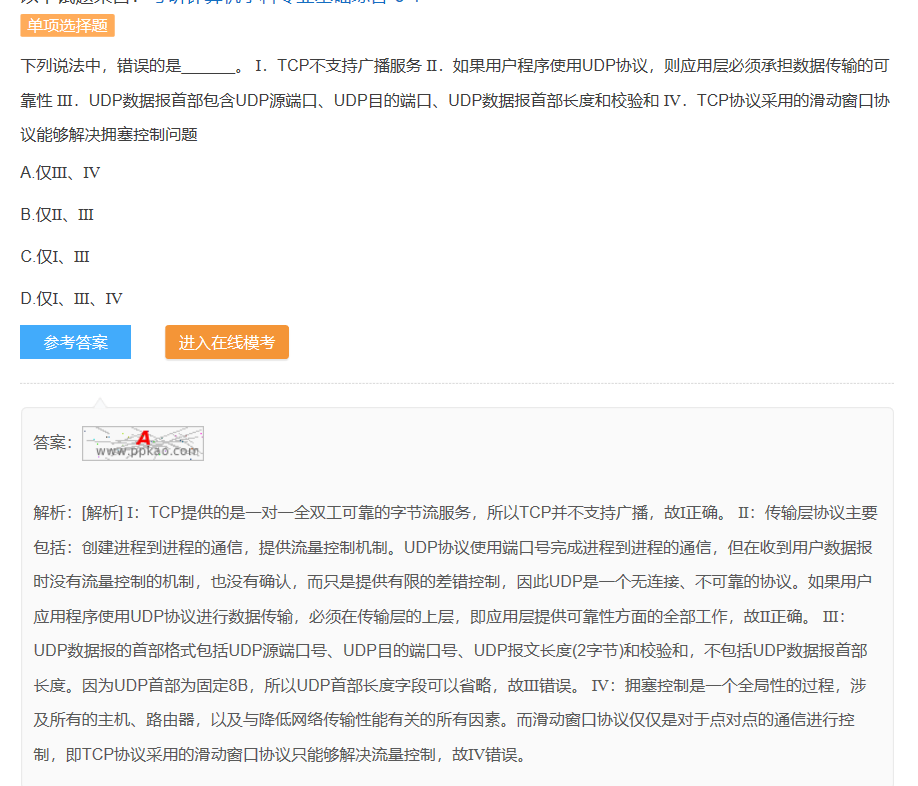 单项选择题
下列说法中，错误的是______。 I．TCP不支持广播服务 II．如果用户程序使用UDP协议，则应用层必须承担数据传输的可
靠性 III．UDP数据报首部包含UDP源端口、UDP目的端口、UDP数据报首部长度和校验和 IV．TCP协议采用的滑动窗口协
议能够解决拥塞控制问题
A.仅III、IV
B.仅II、III
C.仅I、III
D.仅I、III、IV
参考答案 进入在线模考
答案： A
www.ppkao.com
解析：[解析] I：TCP提供的是一对一全双工可靠的字节流服务，所以TCP并不支持广播，故I正确。 II：传输层协议主要
包括：创建进程到进程的通信，提供流量控制机制。UDP协议使用端口号完成进程到进程的通信，但在收到用户数据报
时没有流量控制的机制，也没有确认，而只是提供有限的差错控制，因此UDP是一个无连接、不可靠的协议。如果用户
应用程序使用UDP协议进行数据传输，必须在传输层的上层，即应用层提供可靠性方面的全部工作，故II正确。 III：
UDP数据报的首部格式包括UDP源端口号、UDP目的端口号、UDP报文长度(2字节)和校验和，不包括UDP数据报首部
长度。因为UDP首部为固定8B，所以UDP首部长度字段可以省略，故III错误。 IV：拥塞控制是一个全局性的过程，涉
及所有的主机、路由器，以及与降低网络传输性能有关的所有因素。而滑动窗口协议仅仅是对于点对点的通信进行控
制，即TCP协议采用的滑动窗口协议只能够解决流量控制，故IV错误。